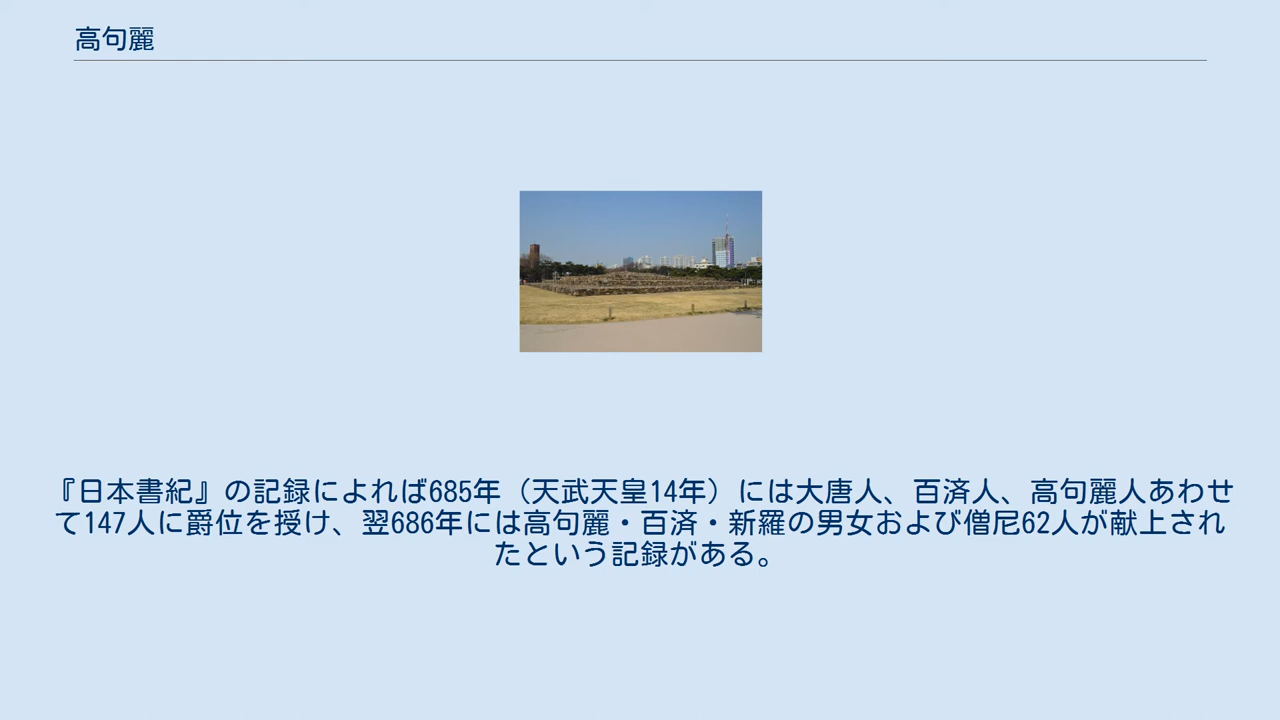 高句麗
『日本書紀』の記録によれば685年（天武天皇14年）には大唐人、百済人、高句麗人あわせ
て147人に爵位を授け、翌686年には高句麗・百済・新羅の男女および僧尼62人が献上され
たという記録がある。